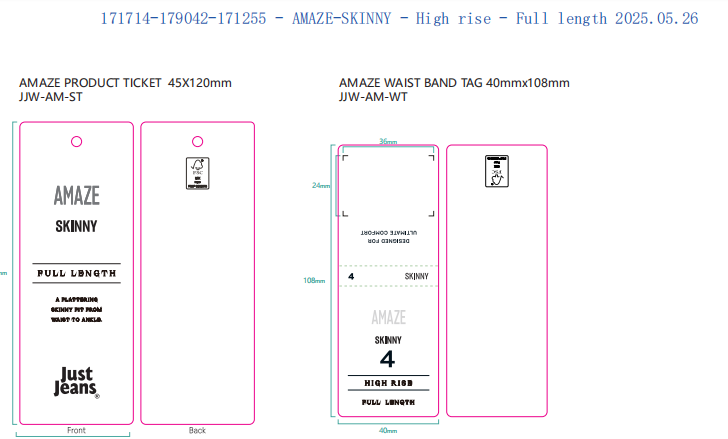 171714-179042-171255 - AMAZE-SKINNY - High rise - Full length 2025.05.26
AMAZE PRODUCT TICKET 45X120mm
JJW-AM-ST
AMAZE
SKINNY
FULL LENGTH
A FLATTERING
SKINNY FIT FROM
WAIST TO ANKLE.
Just
Jeans®
Front
FSC
Back
AMAZE WAIST BAND TAG 40mmx108mm
JJW-AM-WT
36mm
24mm
DESIGNED FOR
ULTIMATE COMFORT
4 SKINNY
108mm
AMAZE
SKINNY
4
HIGH RISE
FULL LENGTH
40mm
FSC